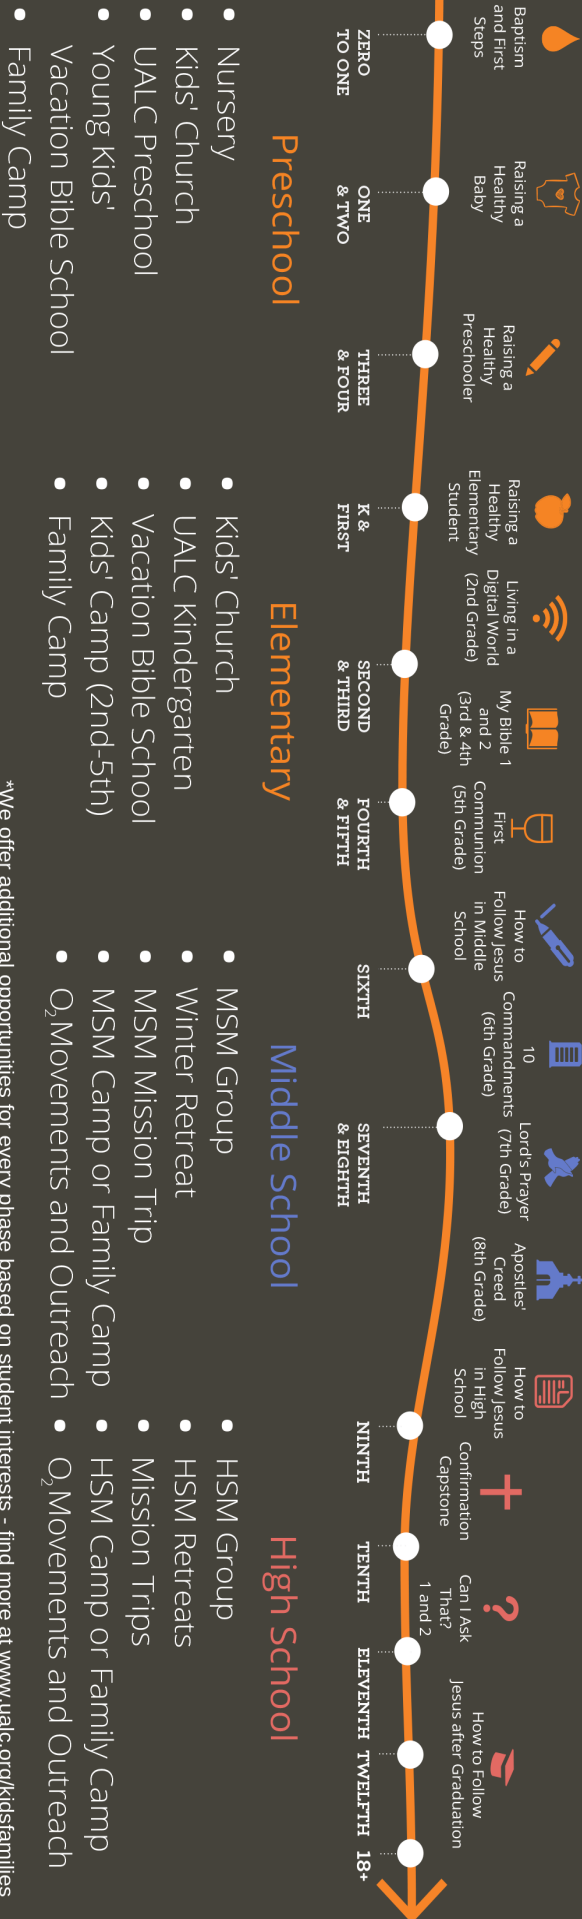 Baptism
and First
Steps
Raising a
Healthy
Baby
Raising a
Healthy
Preschooler
Raising a
Healthy
Elementary
Student
Living in a
Digital World
(2nd Grade)
My Bible 1
and 2
(3rd & 4th
Grade)
First
Communion
(5th Grade)
How to
Follow Jesus
in Middle
School
10
Commandments
(6th Grade)
Lord's Prayer
(7th Grade)
Apostles'
Creed
(8th Grade)
How to
Follow Jesus
in High
School
Confirmation
Capstone
Can I Ask
That?
1 and 2
How to Follow
Jesus after Graduation
ZERO
TO ONE
ONE
& TWO
THREE
& FOUR
K &
FIRST
SECOND
& THIRD
FOURTH
& FIFTH
SIXTH
SEVENTH
& EIGHTH
NINTH
TENTH
ELEVENTH
TWELFTH
18+
Preschool
• Nursery
• Kids' Church
• UALC Preschool
• Young Kids'
Vacation Bible School
• Family Camp
Elementary
• Kids' Church
• UALC Kindergarten
• Vacation Bible School
• Kids' Camp (2nd-5th)
• Family Camp
Middle School
• MSM Group
• Winter Retreat
• MSM Mission Trip
• MSM Camp or Family Camp
• O₂ Movements and Outreach
High School
• HSM Group
• HSM Retreats
• Mission Trips
• HSM Camp or Family Camp
• O₂ Movements and Outreach
*We offer additional opportunities for every phase based on student interests - find more at www.ualc.org/kidsfamilies